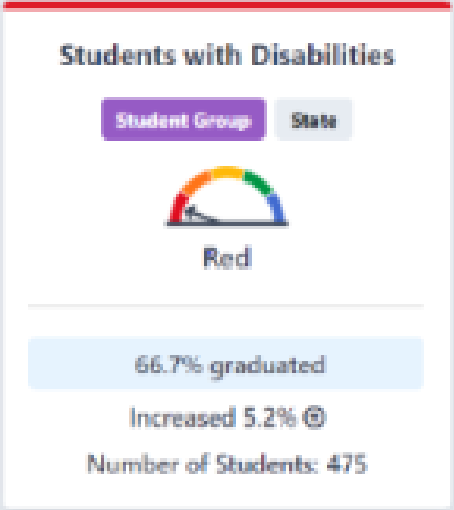 Students with Disabilities
Student Group State
Red
66.7% graduated
Increased 5.2%
Number of Students: 475